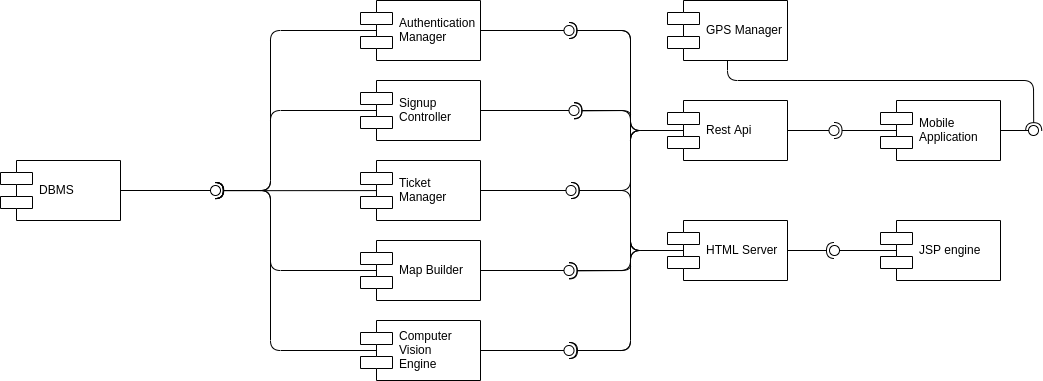 Authentication
Manager
GPS Manager
Signup
Controller
Rest Api
Mobile
Application
DBMS
Ticket
Manager
Map Builder
HTML Server
JSP engine
Computer
Vision
Engine